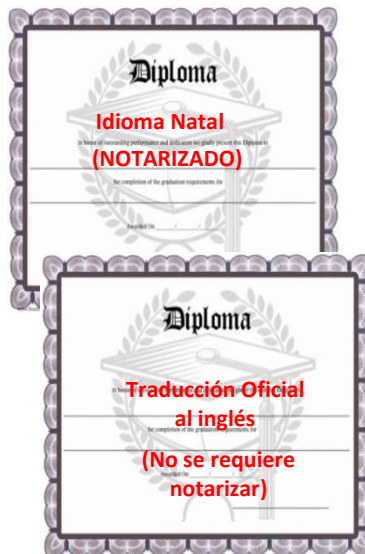 Diploma
Idioma Natal
In honor of outstanding performance and dedication we gladly present this Diploma to
(NOTARIZADO)
for completion of the graduation requirements for
Awarded On / /
Diploma
Traducción Oficial
al inglés
for completion of the graduation requirements for
(No se requiere
Awarded On
notarizar)